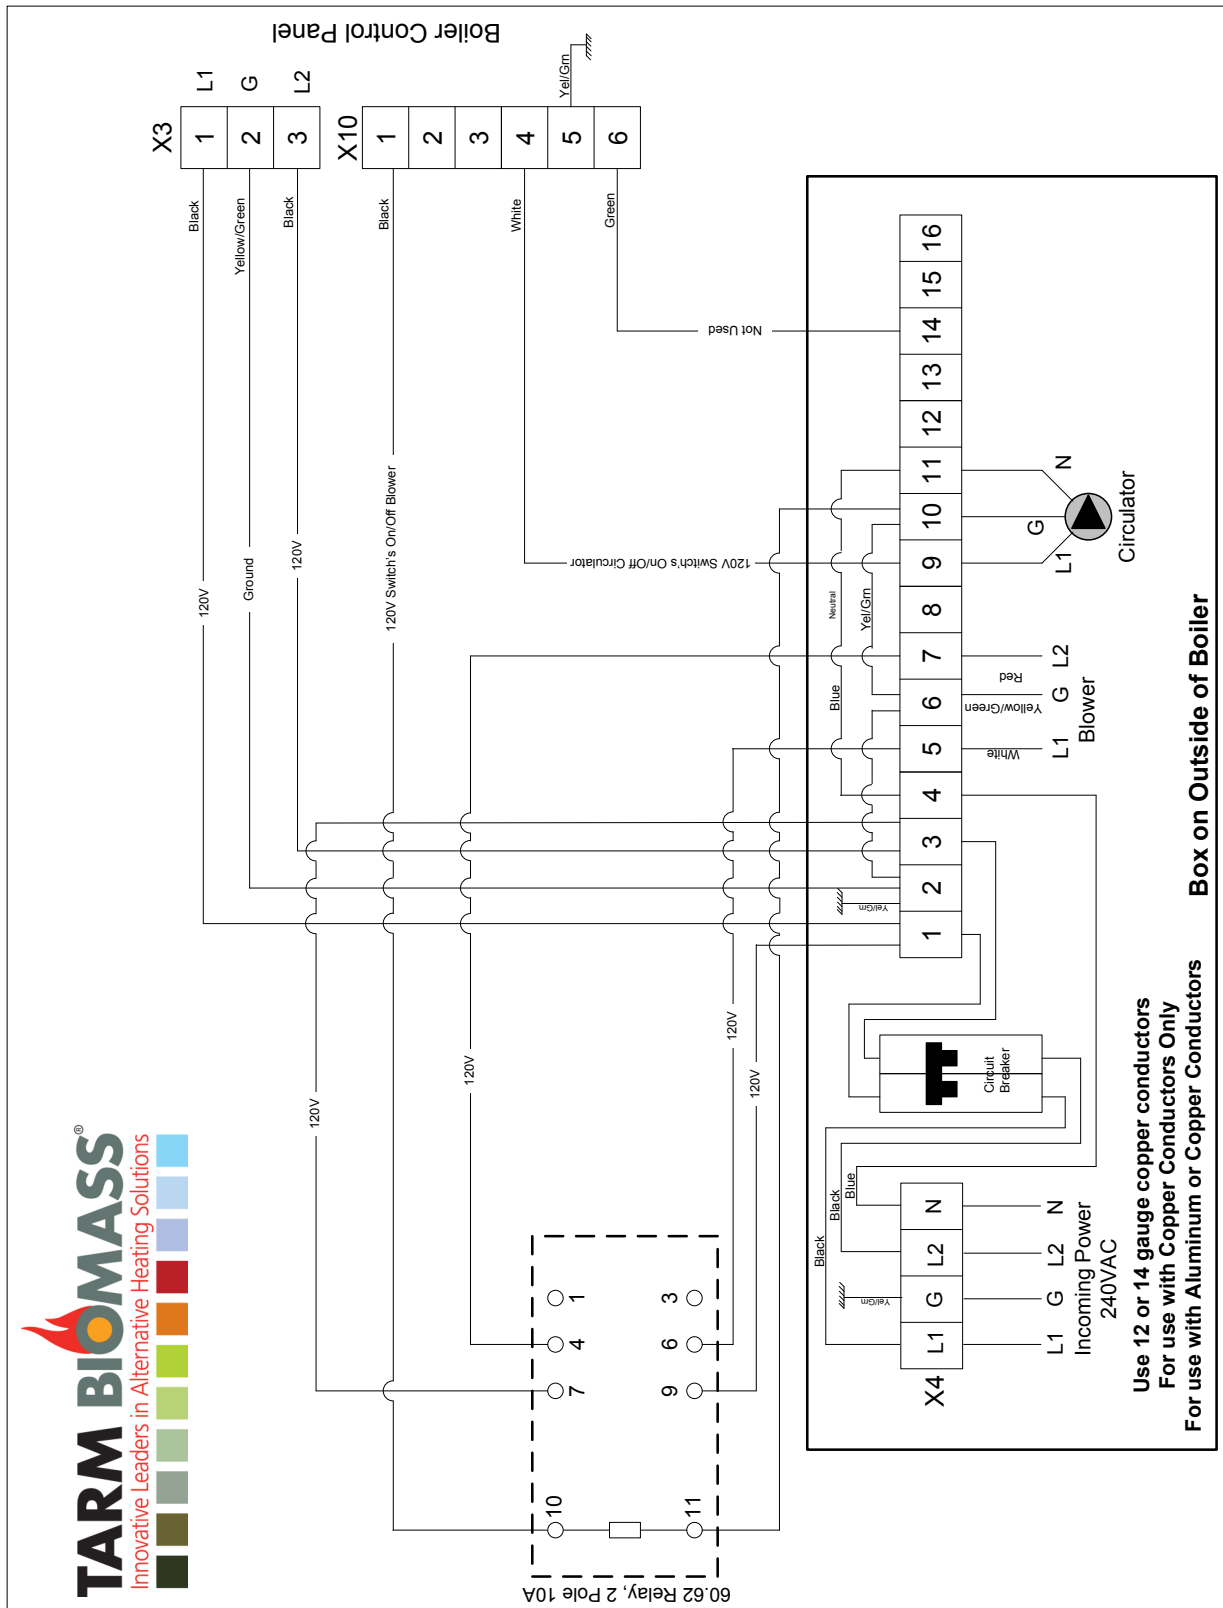 TARM BIOMASS®
Innovative Leaders in Alternative Heating Solutions
Boiler Control Panel
X3
1 L1
2 G
3 L2
X10
1
2
3
4
5
6
Black
Yellow/Green
Black
Black
White
Green
Yel/Grn
120V
Ground
120V
120V Switch's On/Off Blower
120V Switch's On/Off Circulator
Not Used
120V
120V
120V
120V
60.62 Relay, 2 Pole 10A
10
7
4
1
11
9
6
3
Neutral
Blue
Yel/Grn
Yel/Grn
1 2 3 4 5 6 7 8 9 10 11 12 13 14 15 16
White
Yellow/Green
Red
L1 G L2
Blower
L1
G
N
Circulator
Circuit
Breaker
Black
Black
Blue
Yel/Grn
X4
L1 G L2 N
L1 G L2 N
Incoming Power
240VAC
Use 12 or 14 gauge copper conductors
For use with Copper Conductors Only
For use with Aluminum or Copper Conductors
Box on Outside of Boiler